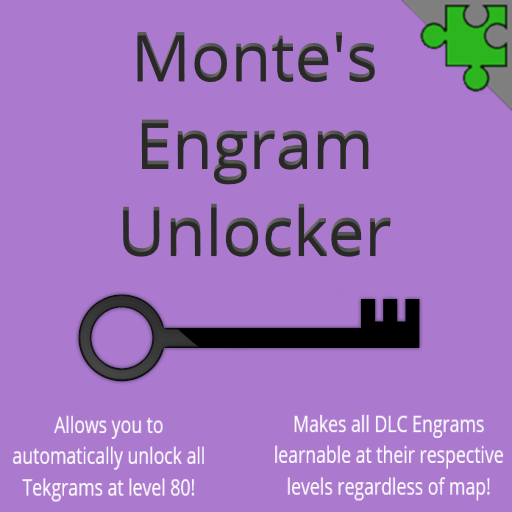 Monte's
Engram
Unlocker
Allows you to
automatically unlock all
Tekgrams at level 80!
Makes all DLC Engrams
learnable at their respective
levels regardless of map!